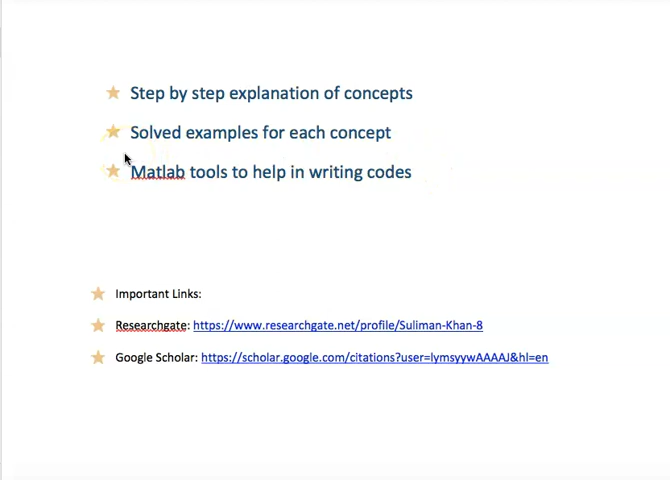 Step by step explanation of concepts
Solved examples for each concept
Matlab tools to help in writing codes
Important Links:
Researchgate: https://www.researchgate.net/profile/Suliman-Khan-8
Google Scholar: https://scholar.google.com/citations?user=lymsyywAAAAJ&hl=en